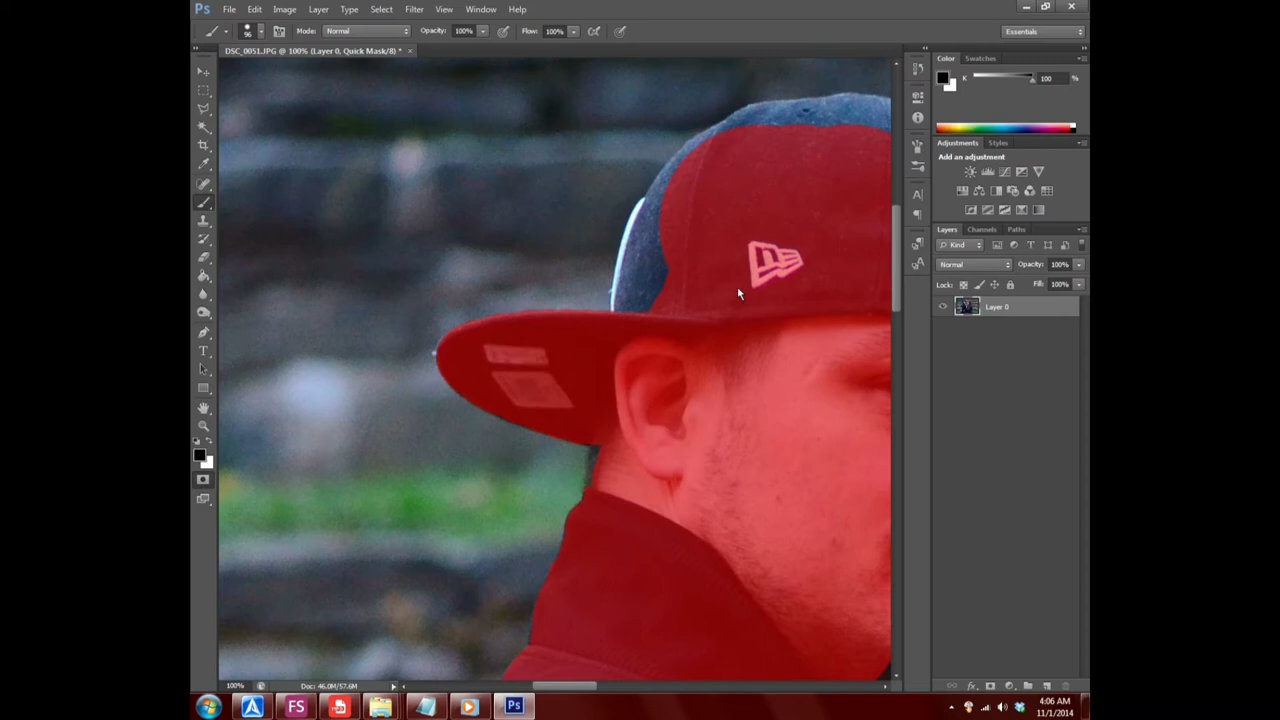 Ps File Edit Image Layer Type Select Filter View Window Help
96 Mode: Normal Opacity: 100% Flow: 100% Essentials
DSC_0051.JPG @ 100% (Layer 0, Quick Mask/8) * ×
Color Swatches
K 100 %
Adjustments Styles
Add an adjustment
Layers Channels Paths
Kind
Normal Opacity: 100%
Lock: Fill: 100%
Layer 0
100% Doc: 46.0M/57.6M
FS Ps 4:06 AM
11/1/2014